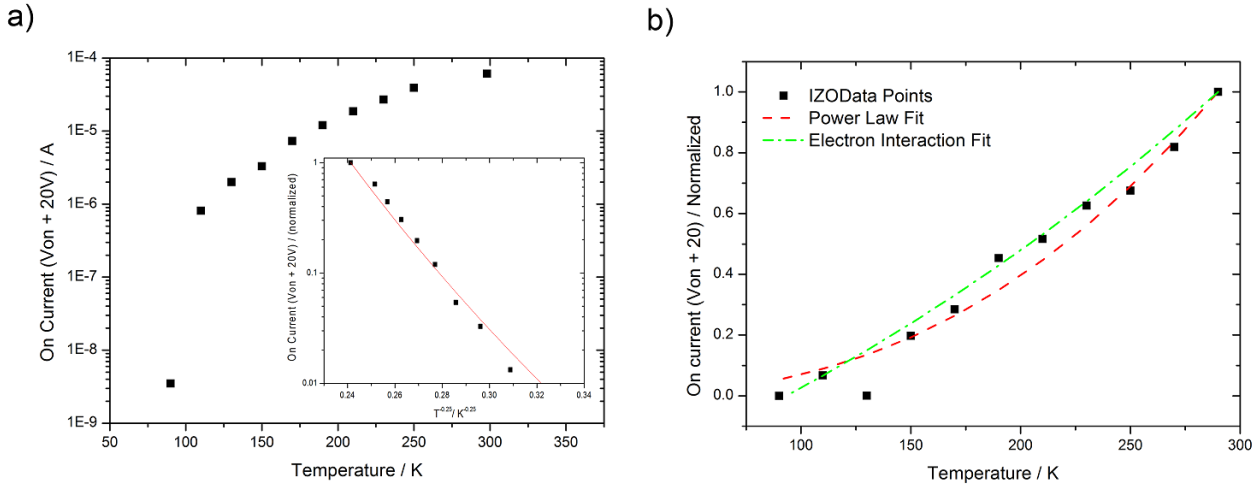 a)
On Current (Von + 20V) / A
1E-4
1E-5
1E-6
1E-7
1E-8
1E-9
50
100
150
200
250
300
350
Temperature / K
On Current (Von + 20V) / (normalized)
1
0.1
0.01
0.24
0.26
0.28
0.30
0.32
0.34
T^-0.25/ K^-0.25
b)
On current (Von + 20) / Normalized
1.0
0.8
0.6
0.4
0.2
0.0
IZOData Points
Power Law Fit
Electron Interaction Fit
100
150
200
250
300
Temperature / K